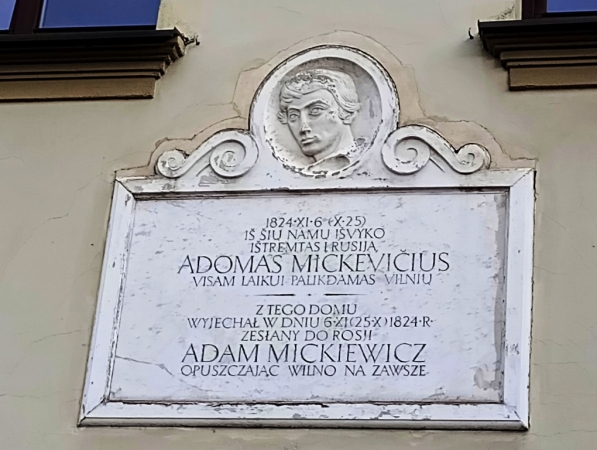 1824·XI·6 (X·25)
IŠ ŠIŲ NAMŲ IŠVYKO
IŠTREMTAS Į RUSIJĄ
ADOMAS MICKEVIČIUS
VISAM LAIKUI PALIKDAMAS VILNIŲ
Z TEGO DOMU
WYJECHAŁ W DNIU 6·XI(25·X)1824·R·
ZESŁANY DO ROSJI
ADAM MICKIEWICZ
OPUSZCZAJĄC WILNO NA ZAWSZE